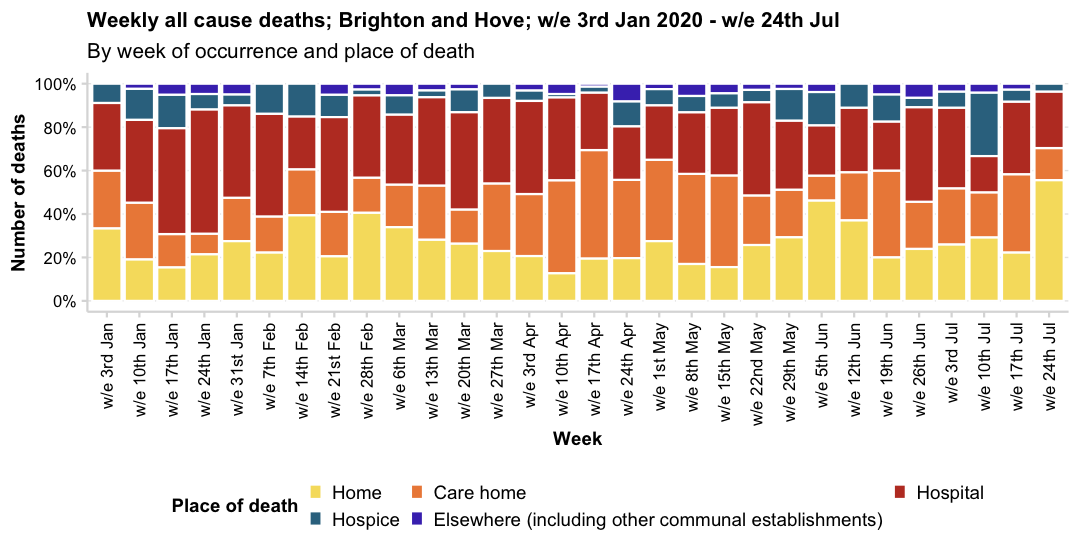 Weekly all cause deaths; Brighton and Hove; w/e 3rd Jan 2020 - w/e 24th Jul
By week of occurrence and place of death
Number of deaths
100%
80%
60%
40%
20%
0%
w/e 3rd Jan
w/e 10th Jan
w/e 17th Jan
w/e 24th Jan
w/e 31st Jan
w/e 7th Feb
w/e 14th Feb
w/e 21st Feb
w/e 28th Feb
w/e 6th Mar
w/e 13th Mar
w/e 20th Mar
w/e 27th Mar
w/e 3rd Apr
w/e 10th Apr
w/e 17th Apr
w/e 24th Apr
w/e 1st May
w/e 8th May
w/e 15th May
w/e 22nd May
w/e 29th May
w/e 5th Jun
w/e 12th Jun
w/e 19th Jun
w/e 26th Jun
w/e 3rd Jul
w/e 10th Jul
w/e 17th Jul
w/e 24th Jul
Week
Place of death
Home
Care home
Hospital
Hospice
Elsewhere (including other communal establishments)